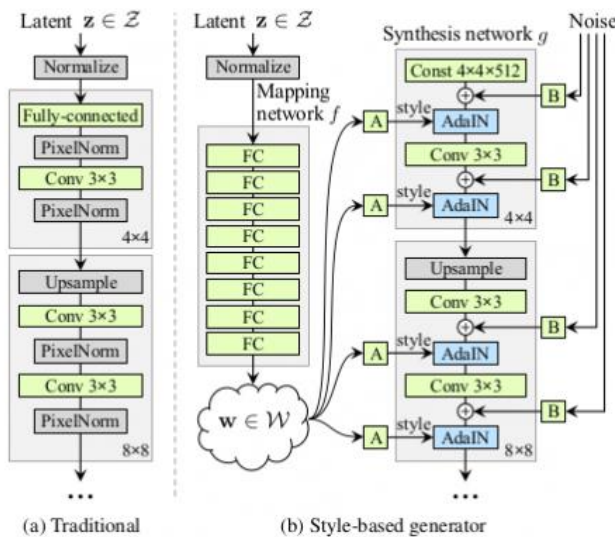 Latent z ∈ Z
Normalize
Fully-connected
PixelNorm
Conv 3×3
PixelNorm
4×4
Upsample
Conv 3×3
PixelNorm
Conv 3×3
PixelNorm
8×8
...
(a) Traditional
Latent z ∈ Z
Normalize
Mapping
network f
FC
FC
FC
FC
FC
FC
FC
FC
w ∈ W
Noise
Synthesis network g
Const 4×4×512
B
A
style
AdaIN
Conv 3×3
B
A
style
AdaIN
4×4
Upsample
Conv 3×3
B
A
style
AdaIN
Conv 3×3
B
A
style
AdaIN
8×8
...
(b) Style-based generator